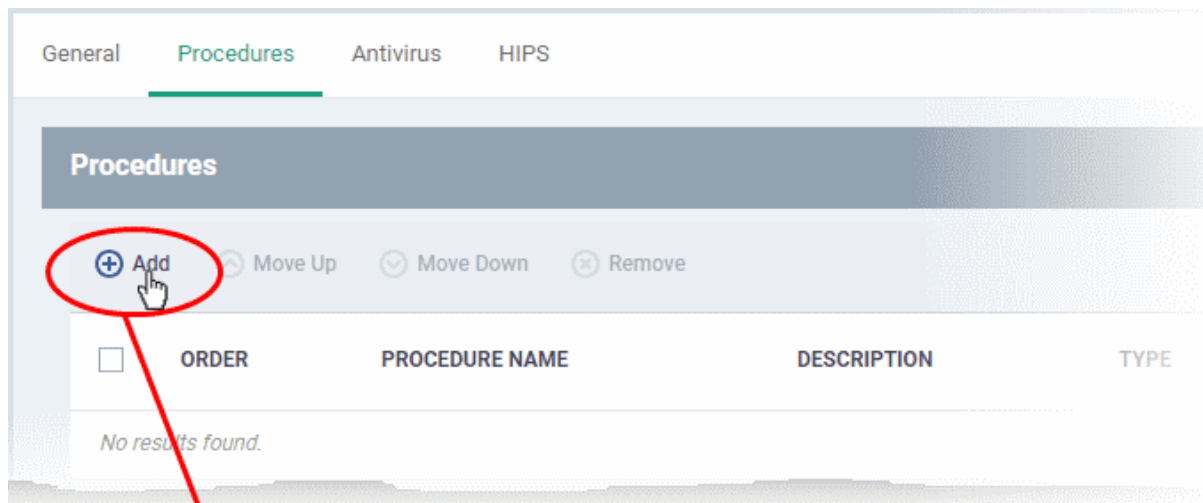 General Procedures Antivirus HIPS
Procedures
Add Move Up Move Down Remove
ORDER PROCEDURE NAME DESCRIPTION TYPE
No results found.